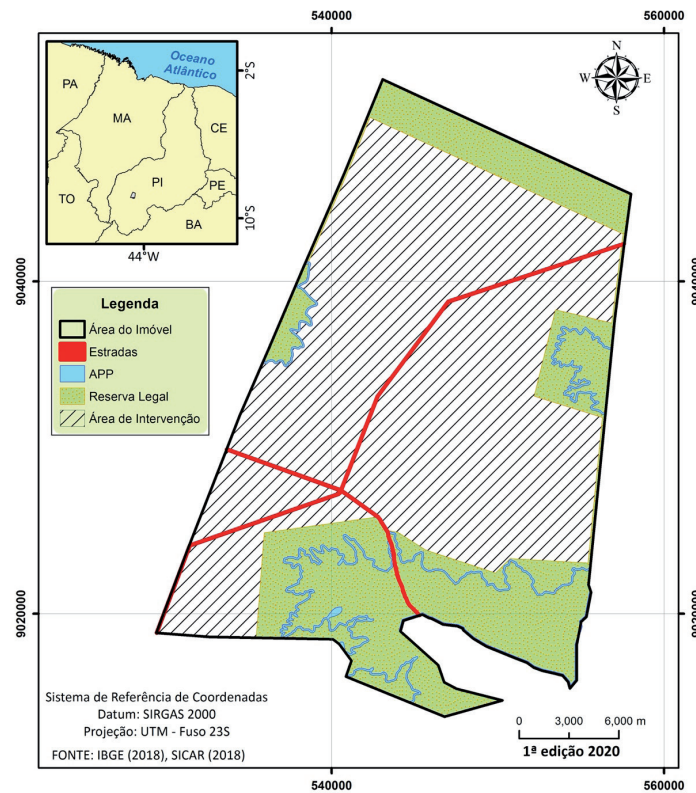 540000
560000
Oceano
Atlântico
2°S
PA
MA
CE
PI
PE
TO
BA
10°S
44°W
N
W
E
S
9040000
9040000
Legenda
Área do Imóvel
Estradas
APP
Reserva Legal
Área de Intervenção
9020000
9020000
Sistema de Referência de Coordenadas
Datum: SIRGAS 2000
Projeção: UTM - Fuso 23S
FONTE: IBGE (2018), SICAR (2018)
0 3,000 6,000 m
1ª edição 2020
540000
560000